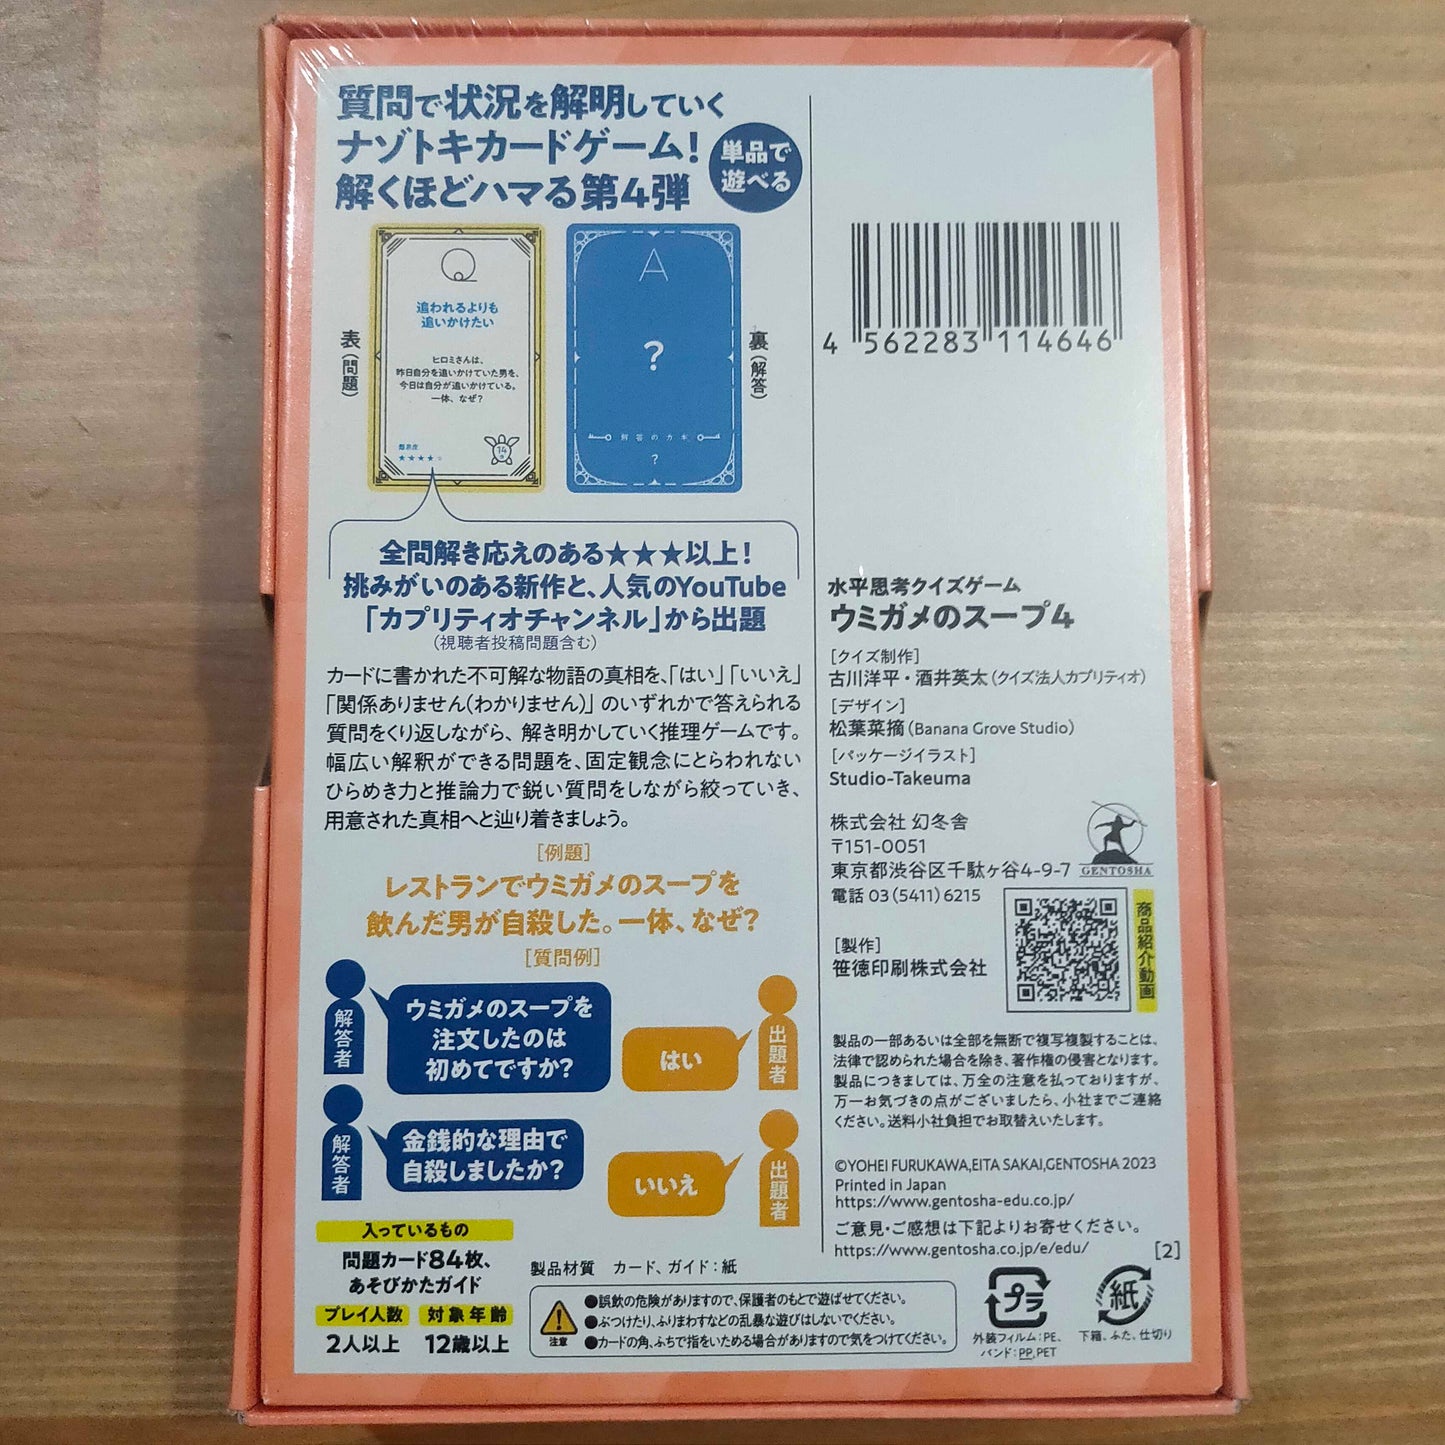 質問で状況を解明していく
ナゾトキカードゲーム!
解くほどハマる第4弾
単品で
遊べる
表(問題)
Q
追われるよりも
追いかけたい
ヒロミさんは、
昨日自分を追いかけていた男を、
今日は自分が追いかけている。
一体、なぜ?
難易度
★★★★☆
14
A
?
解答のカギ
?
裏(解答)
全問解き応えのある★★★以上!
挑みがいのある新作と、人気のYouTube
「カプリティオチャンネル」から出題
(視聴者投稿問題含む)
カードに書かれた不可解な物語の真相を、「はい」「いいえ」
「関係ありません(わかりません)」のいずれかで答えられる
質問をくり返しながら、解き明かしていく推理ゲームです。
幅広い解釈ができる問題を、固定観念にとらわれない
ひらめき力と推論力で鋭い質問をしながら絞っていき、
用意された真相へと辿り着きましょう。
[例題]
レストランでウミガメのスープを
飲んだ男が自殺した。一体、なぜ?
[質問例]
解答者
ウミガメのスープを
注文したのは
初めてですか?
はい
出題者
解答者
金銭的な理由で
自殺しましたか?
いいえ
出題者
入っているもの
問題カード84枚、
あそびかたガイド
プレイ人数
2人以上
対象年齢
12歳以上
製品材質 カード、ガイド:紙
注意
●誤飲の危険がありますので、保護者のもとで遊ばせてください。
●ぶつけたり、ふりまわすなどの乱暴な遊びはしないでください。
●カードの角、ふちで指をいためる場合がありますので気をつけてください。
4 562283 114646
水平思考クイズゲーム
ウミガメのスープ4
[クイズ制作]
古川洋平・酒井英太(クイズ法人カプリティオ)
[デザイン]
松葉菜摘(Banana Grove Studio)
[パッケージイラスト]
Studio-Takeuma
株式会社 幻冬舎
〒151-0051
東京都渋谷区千駄ヶ谷4-9-7
電話 03(5411)6215
GENTOSHA
[製作]
笹徳印刷株式会社
商品紹介動画
製品の一部あるいは全部を無断で複写複製することは、
法律で認められた場合を除き、著作権の侵害となります。
製品につきましては、万全の注意を払っておりますが、
万一お気づきの点がございましたら、小社までご連絡
ください。送料小社負担でお取替えいたします。
©YOHEI FURUKAWA,EITA SAKAI,GENTOSHA 2023
Printed in Japan
https://www.gentosha-edu.co.jp/
ご意見・ご感想は下記よりお寄せください。
https://www.gentosha.co.jp/e/edu/
[2]
プラ
外装フィルム:PE、
バンド:PP,PET
紙
下箱、ふた、仕切り